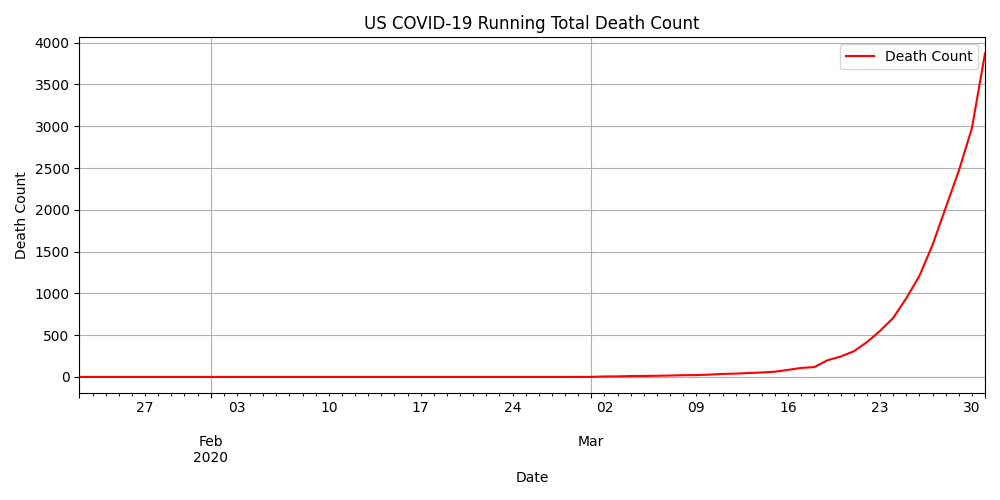 US COVID-19 Running Total Death Count
Death Count
4000
3500
3000
2500
2000
1500
1000
500
0
Death Count
27 03 10 17 24 02 09 16 23 30
Feb Mar
2020
Date